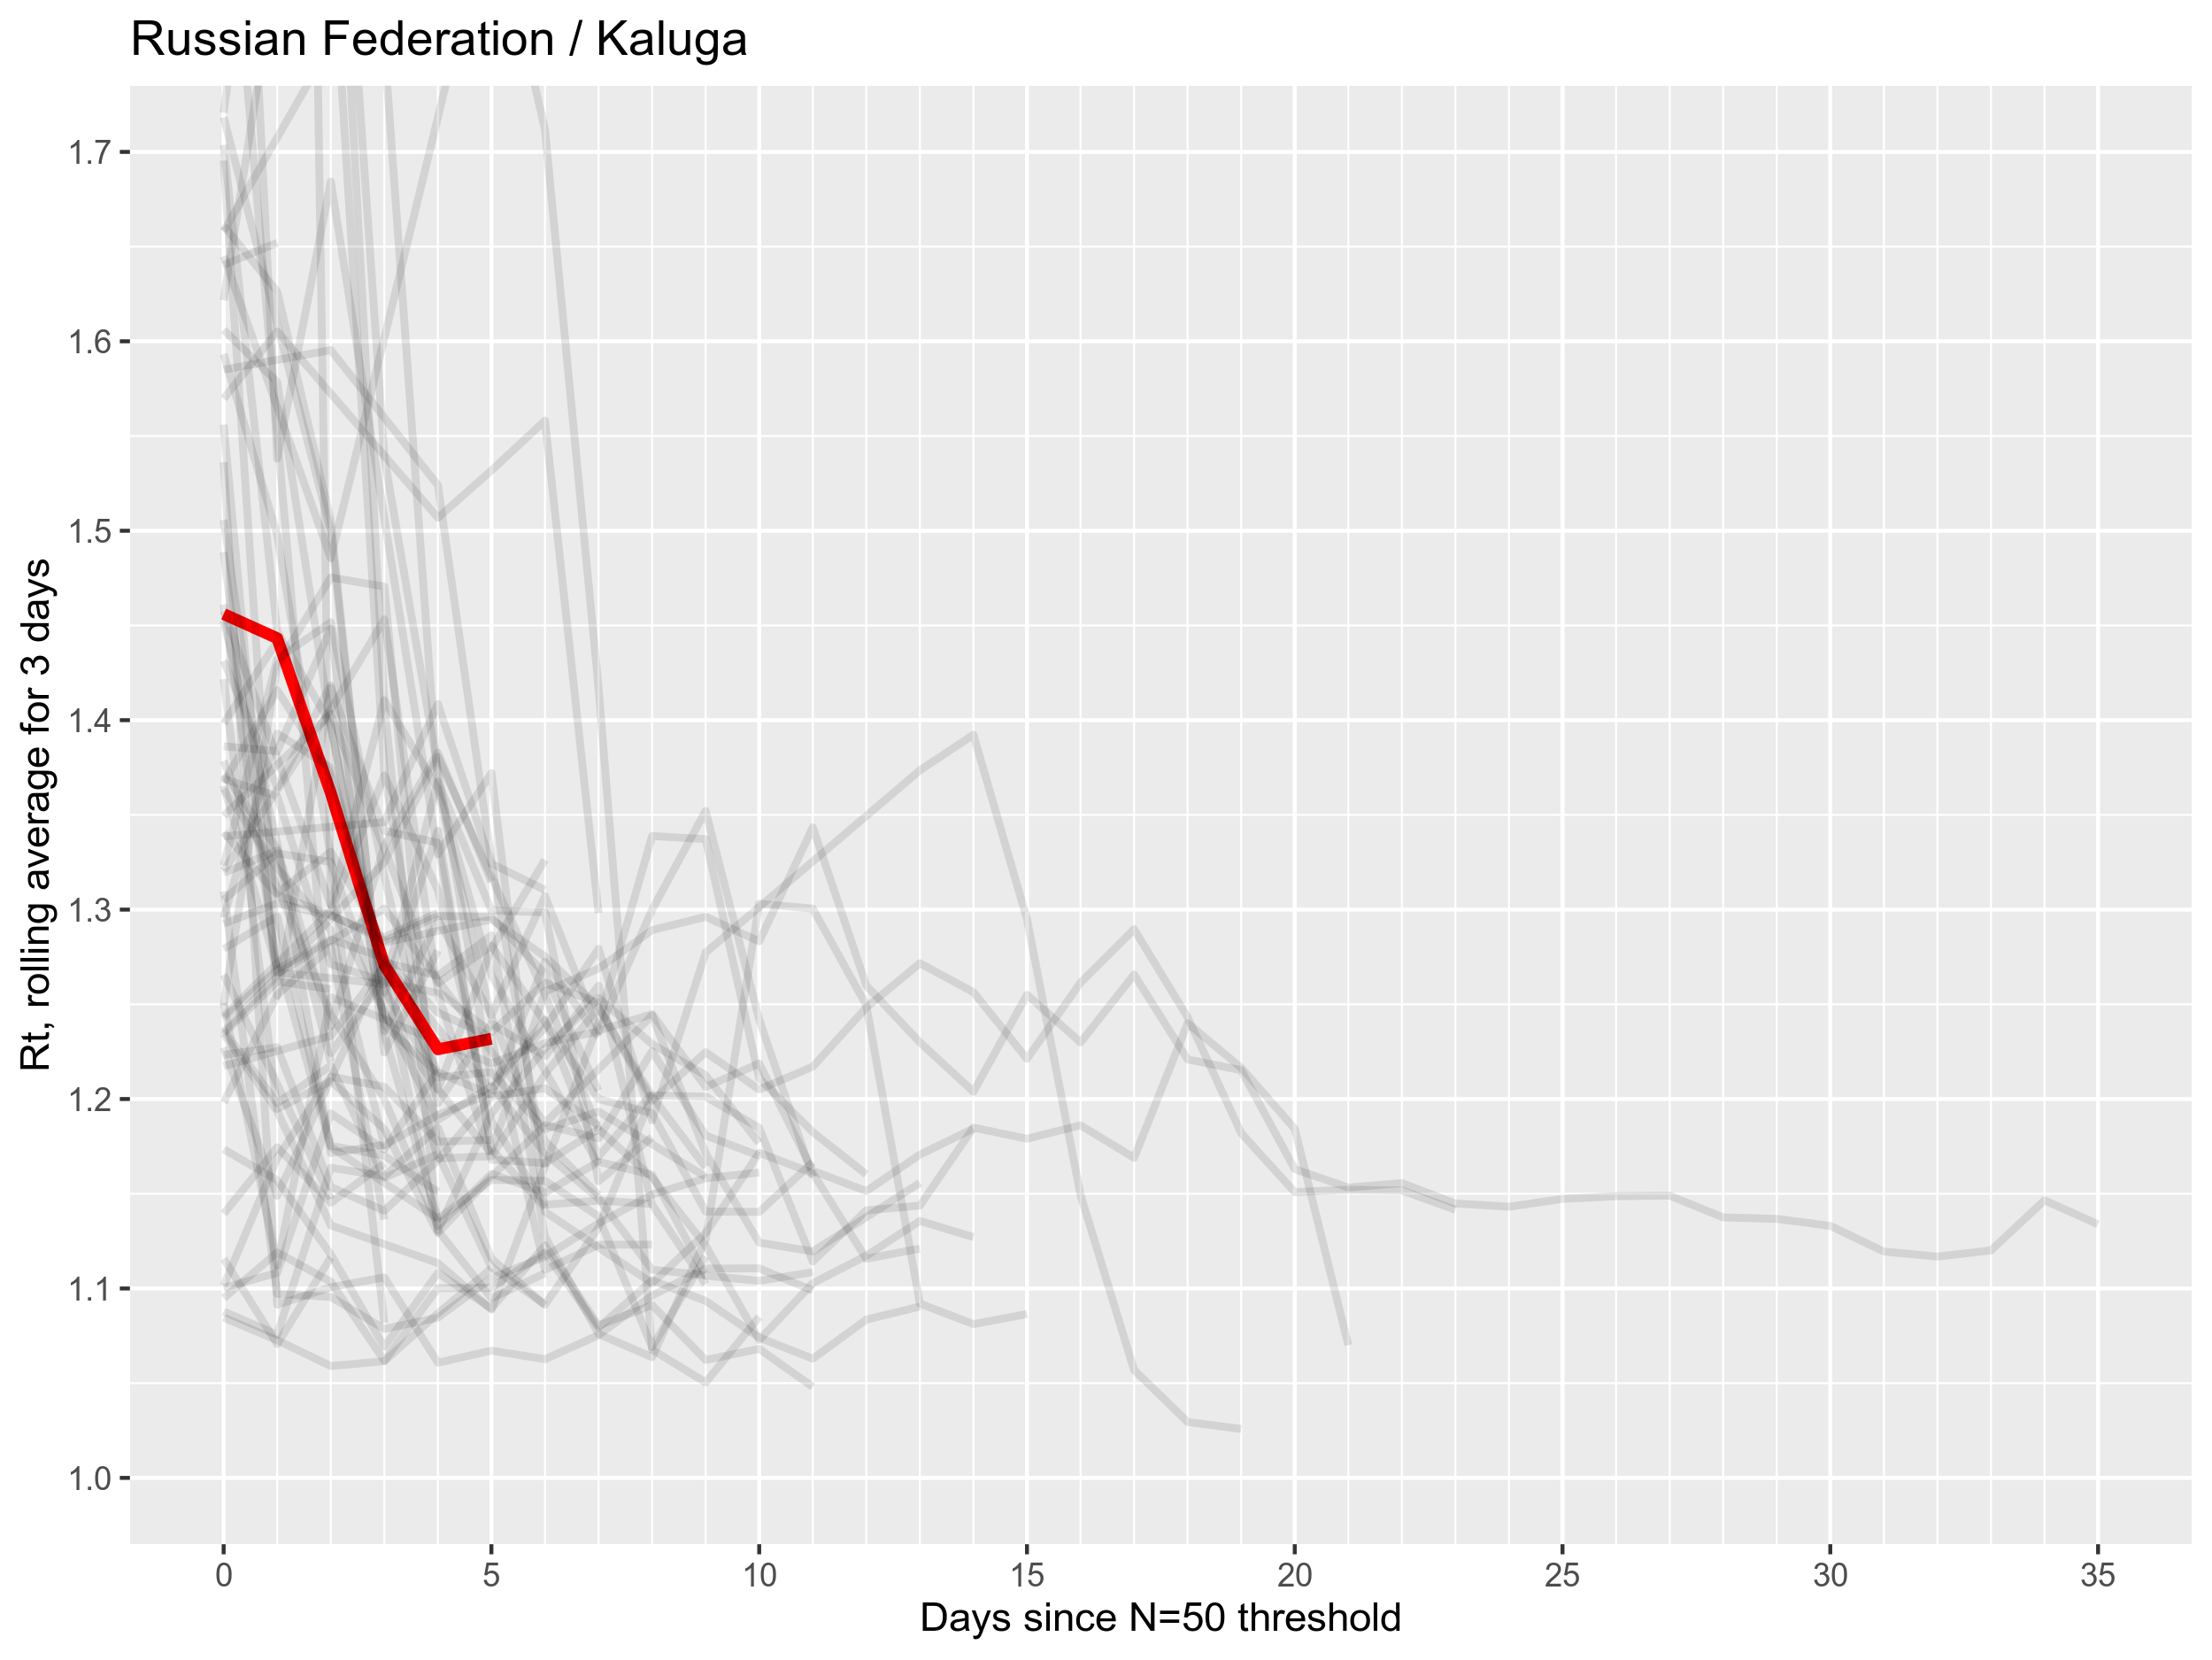 Russian Federation / Kaluga
Rt, rolling average for 3 days
1.7
1.6
1.5
1.4
1.3
1.2
1.1
1.0
0 5 10 15 20 25 30 35
Days since N=50 threshold